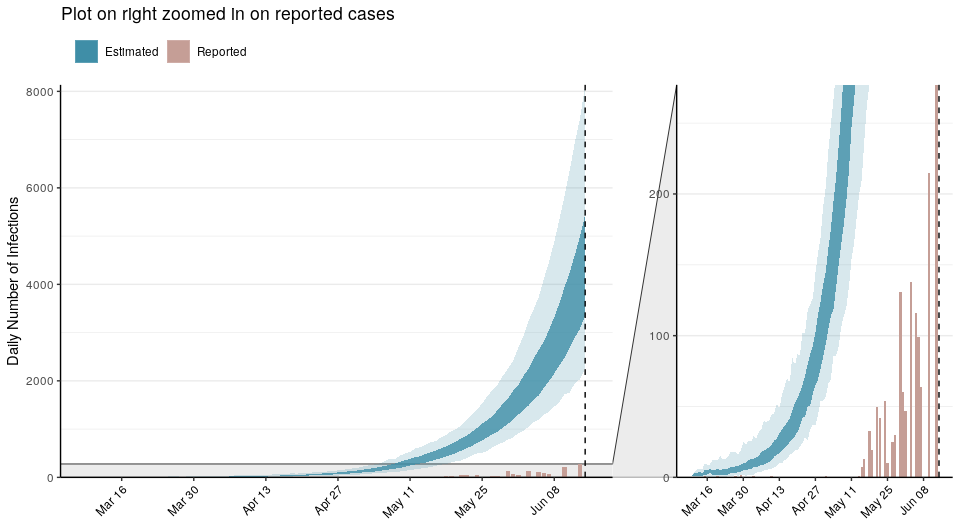 Plot on right zoomed in on reported cases
Estimated Reported
Daily Number of Infections
8000
6000
4000
2000
0
Mar 16 Mar 30 Apr 13 Apr 27 May 11 May 25 Jun 08
200
100
0
Mar 16 Mar 30 Apr 13 Apr 27 May 11 May 25 Jun 08